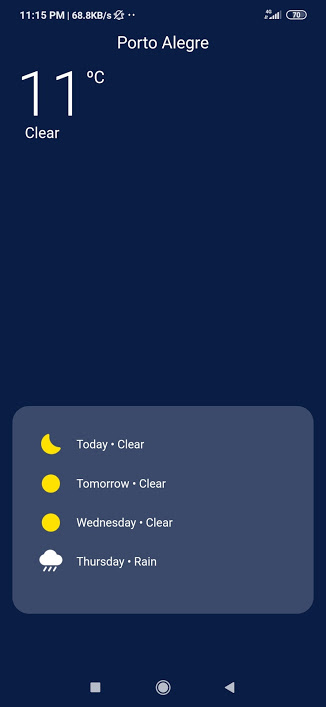 11:15 PM | 68.8KB/s
4G 70
Porto Alegre
11 ºC
Clear
Today • Clear
Tomorrow • Clear
Wednesday • Clear
Thursday • Rain